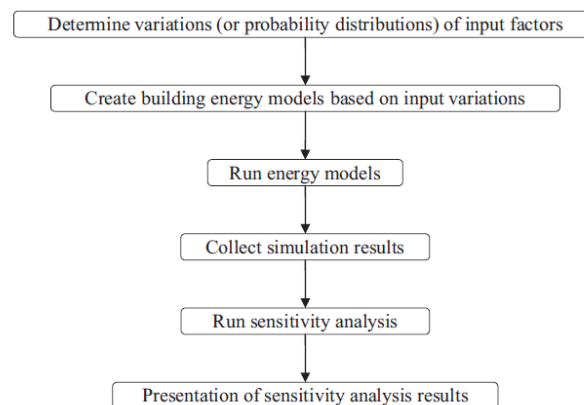 Determine variations (or probability distributions) of input factors
Create building energy models based on input variations
Run energy models
Collect simulation results
Run sensitivity analysis
Presentation of sensitivity analysis results